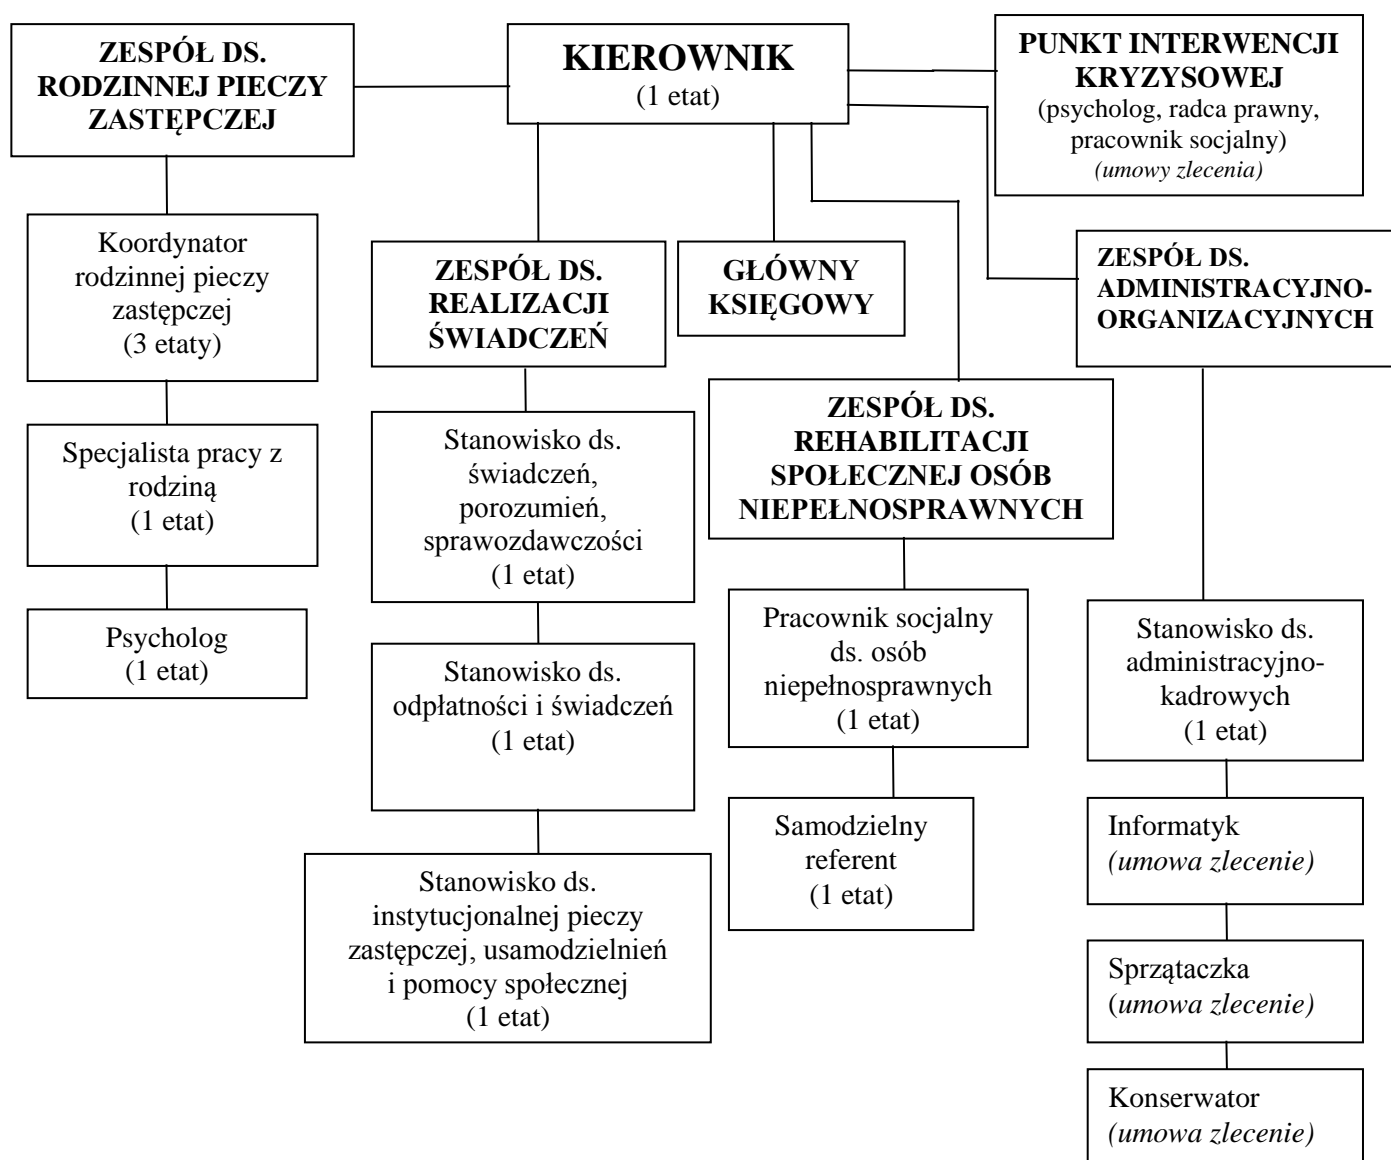 ZESPÓŁ DS.
RODZINNEJ PIECZY
ZASTĘPCZEJ
KIEROWNIK
(1 etat)
PUNKT INTERWENCJI
KRYZYSOWEJ
(psycholog, radca prawny,
pracownik socjalny)
(umowy zlecenia)
Koordynator
rodzinnej pieczy
zastępczej
(3 etaty)
Specjalista pracy z
rodziną
(1 etat)
Psycholog
(1 etat)
ZESPÓŁ DS.
REALIZACJI
ŚWIADCZEŃ
Stanowisko ds.
świadczeń,
porozumień,
sprawozdawczości
(1 etat)
Stanowisko ds.
odpłatności i świadczeń
(1 etat)
Stanowisko ds.
instytucjonalnej pieczy
zastępczej, usamodzielnień
i pomocy społecznej
(1 etat)
GŁÓWNY
KSIĘGOWY
ZESPÓŁ DS.
REHABILITACJI
SPOŁECZNEJ OSÓB
NIEPEŁNOSPRAWNYCH
Pracownik socjalny
ds. osób
niepełnosprawnych
(1 etat)
Samodzielny
referent
(1 etat)
ZESPÓŁ DS.
ADMINISTRACYJNO-
ORGANIZACYJNYCH
Stanowisko ds.
administracyjno-
kadrowych
(1 etat)
Informatyk
(umowa zlecenie)
Sprzątaczka
(umowa zlecenie)
Konserwator
(umowa zlecenie)